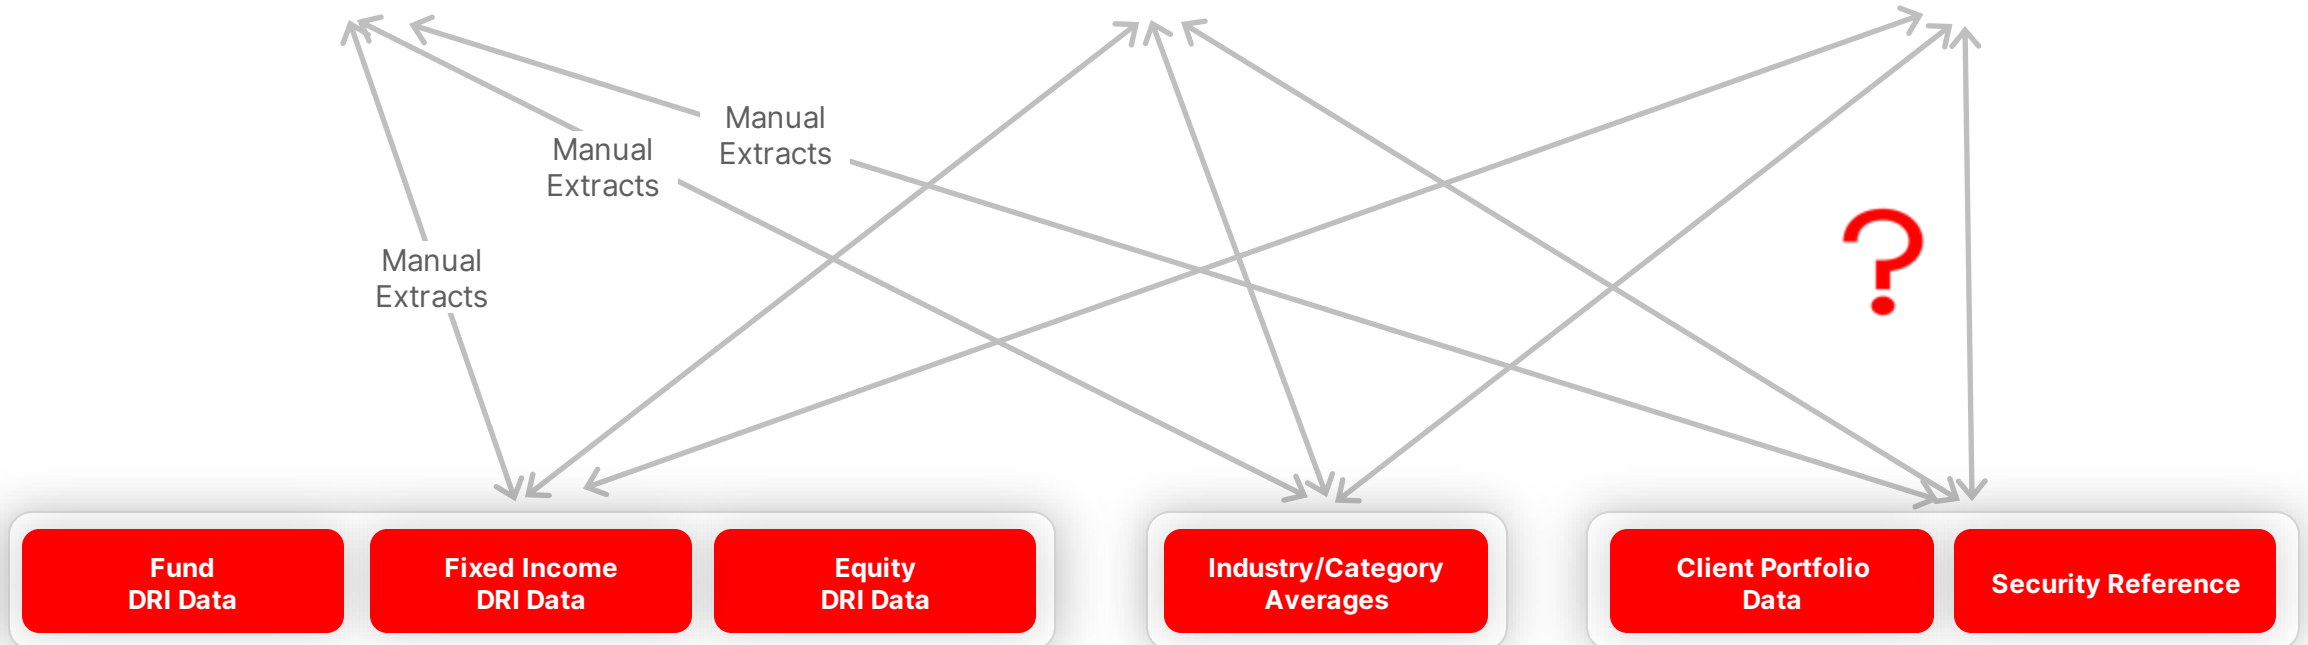 Manual
Extracts
Manual
Extracts
Manual
Extracts
?
Fund
DRI Data
Fixed Income
DRI Data
Equity
DRI Data
Industry/Category
Averages
Client Portfolio
Data
Security Reference